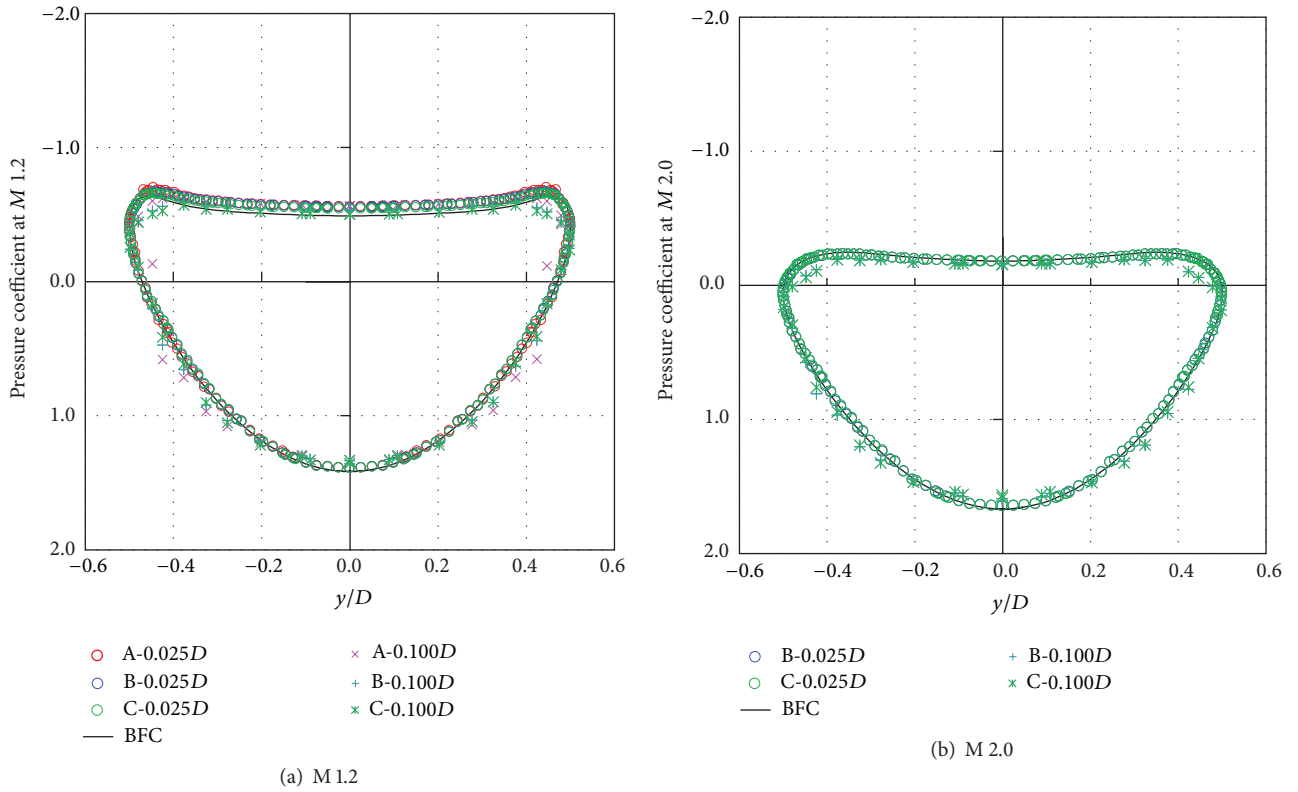 −2.0
−1.0
0.0
1.0
2.0
Pressure coefficient at M 1.2
−0.6
−0.4
−0.2
0.0
0.2
0.4
0.6
y/D
A-0.025D
B-0.025D
C-0.025D
BFC
A-0.100D
B-0.100D
C-0.100D
(a) M 1.2
−2.0
−1.0
0.0
1.0
2.0
Pressure coefficient at M 2.0
−0.6
−0.4
−0.2
0.0
0.2
0.4
0.6
y/D
B-0.025D
C-0.025D
BFC
B-0.100D
C-0.100D
(b) M 2.0